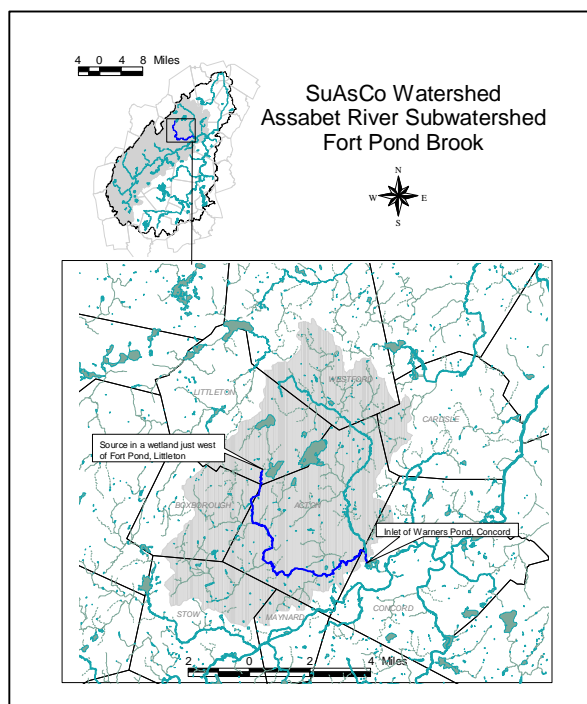 4 0 4 8 Miles
SuAsCo Watershed
Assabet River Subwatershed
Fort Pond Brook
N
W E
S
WESTFORD
LITTLETON
CARLISLE
Source in a wetland just west
of Fort Pond, Littleton
BOXBOROUGH
ACTON
Inlet of Warners Pond, Concord
STOW
MAYNARD
CONCORD
2 0 2 4 Miles